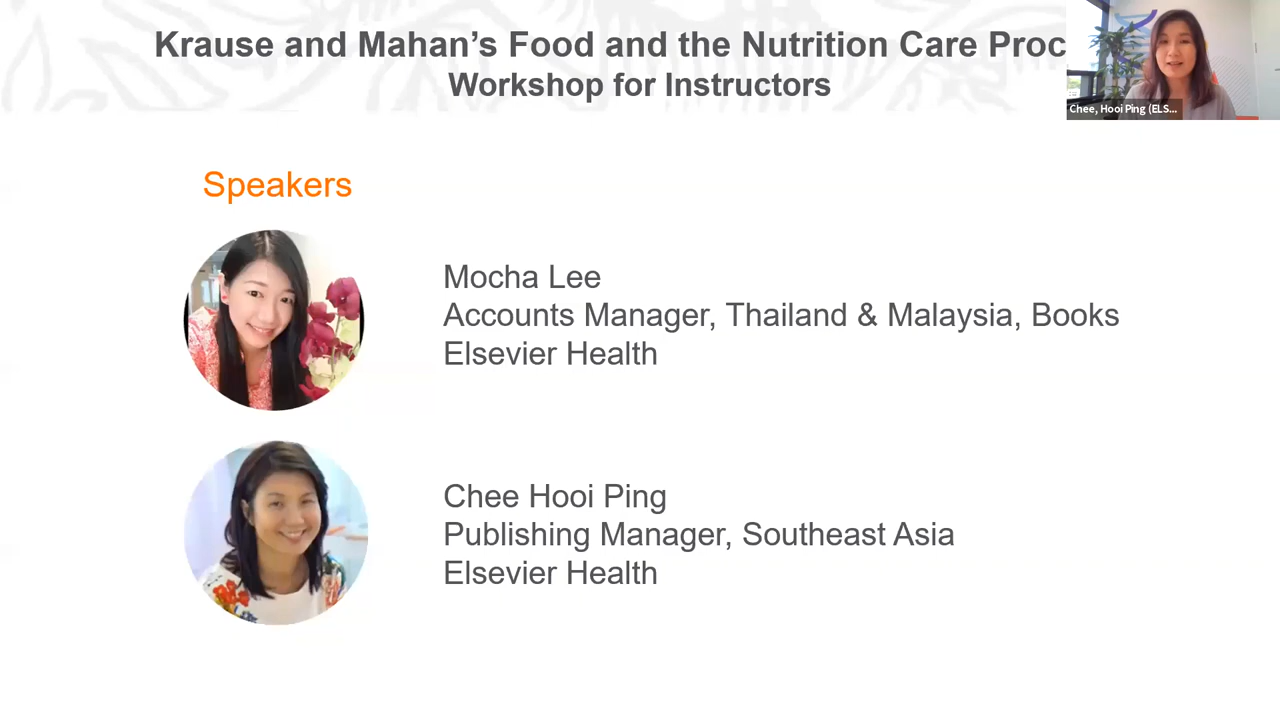 Krause and Mahan’s Food and the Nutrition Care Proc
Workshop for Instructors
Chee, Hooi Ping (ELS...
Speakers
Mocha Lee
Accounts Manager, Thailand & Malaysia, Books
Elsevier Health
Chee Hooi Ping
Publishing Manager, Southeast Asia
Elsevier Health